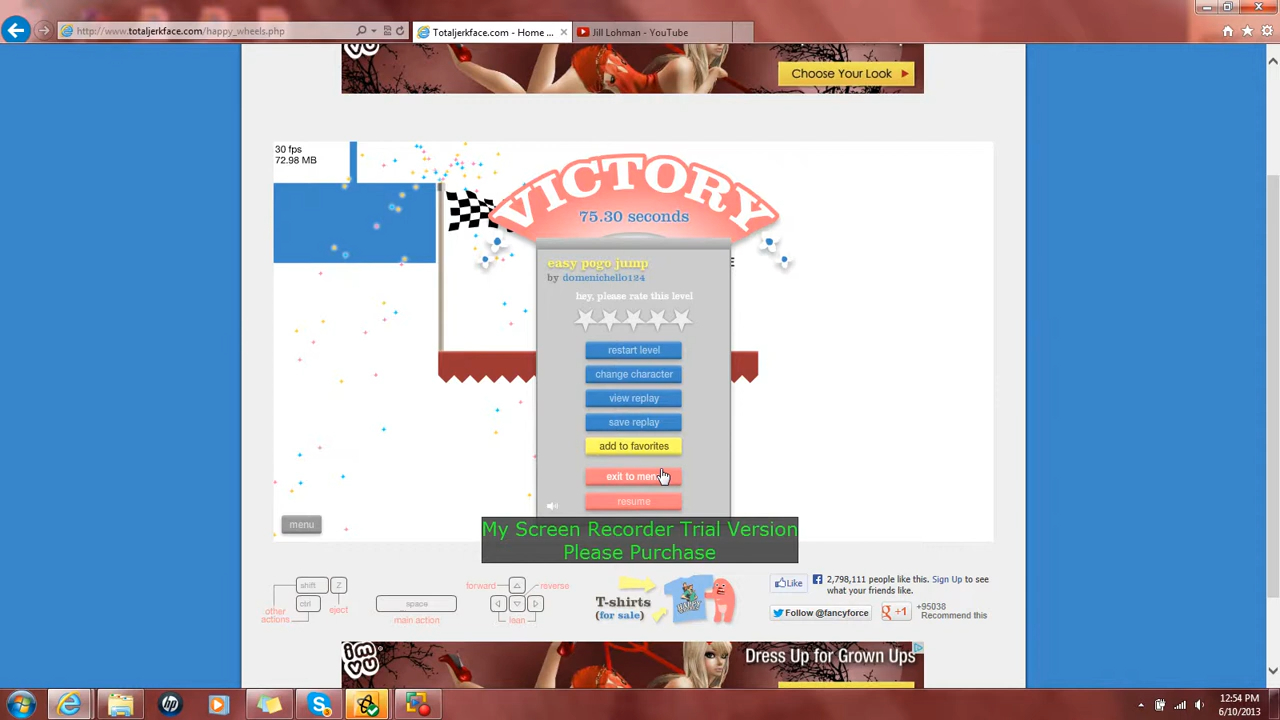 http://www.totaljerkface.com/happy_wheels.php
Totaljerkface.com - Home ...
Jill Lohman - YouTube
Choose Your Look
30 fps
72.98 MB
VICTORY
75.30 seconds
easy pogo jump
by domenichello124
hey, please rate this level
restart level
change character
view replay
save replay
add to favorites
exit to men
resume
menu
My Screen Recorder Trial Version
Please Purchase
shift
Z
ctrl
eject
other
actions
space
main action
forward
reverse
lean
T-shirts
(for sale)
Like
2,798,111 people like this. Sign Up to see
what your friends like.
Follow @fancyforce
+1
+95038
Recommend this
imvu
Dress Up for Grown Ups
hp
12:54 PM
6/10/2013